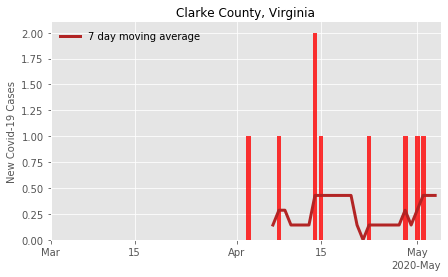 Clarke County, Virginia
7 day moving average
New Covid-19 Cases
2.00
1.75
1.50
1.25
1.00
0.75
0.50
0.25
0.00
Mar 15 Apr 15 May
2020-May